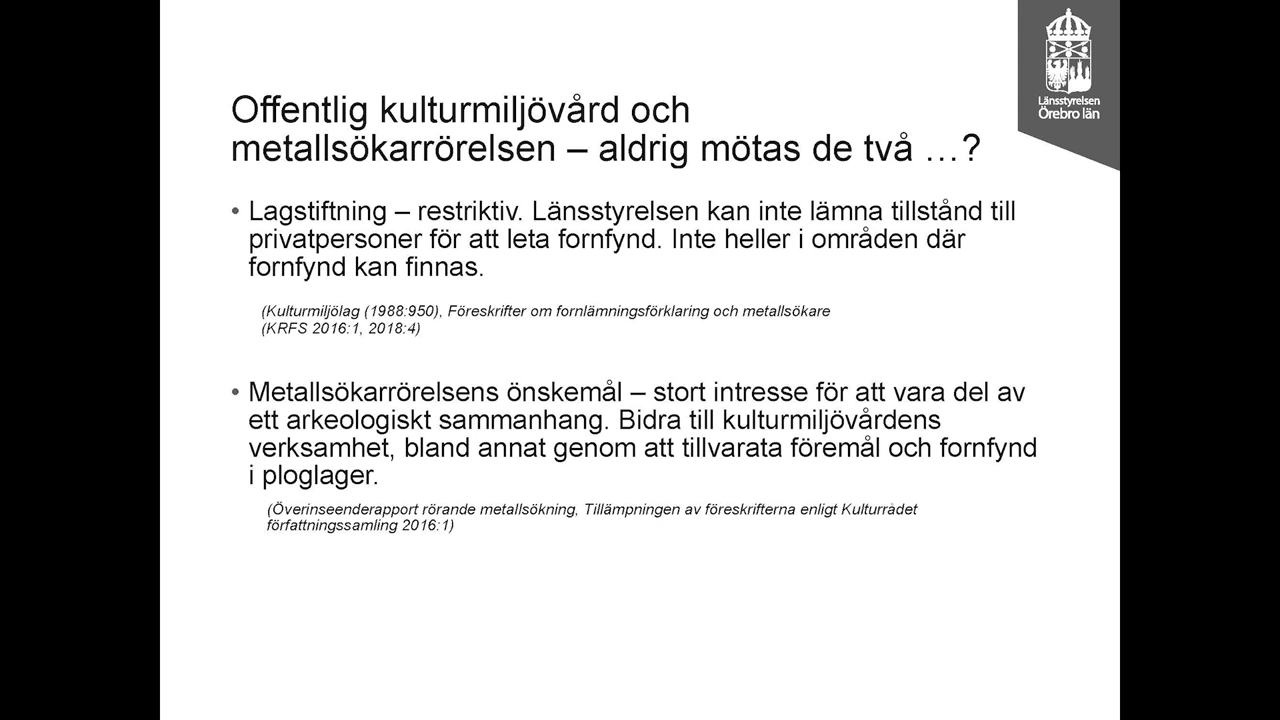 Länsstyrelsen
Örebro län
Offentlig kulturmiljövård och
metallsökarrörelsen – aldrig mötas de två …?
• Lagstiftning – restriktiv. Länsstyrelsen kan inte lämna tillstånd till
privatpersoner för att leta fornfynd. Inte heller i områden där
fornfynd kan finnas.
(Kulturmiljölag (1988:950), Föreskrifter om fornlämningsförklaring och metallsökare
(KRFS 2016:1, 2018:4)
• Metallsökarrörelsens önskemål – stort intresse för att vara del av
ett arkeologiskt sammanhang. Bidra till kulturmiljövårdens
verksamhet, bland annat genom att tillvarata föremål och fornfynd
i ploglager.
(Överinseenderapport rörande metallsökning, Tillämpningen av föreskrifterna enligt Kulturrådet
författningssamling 2016:1)